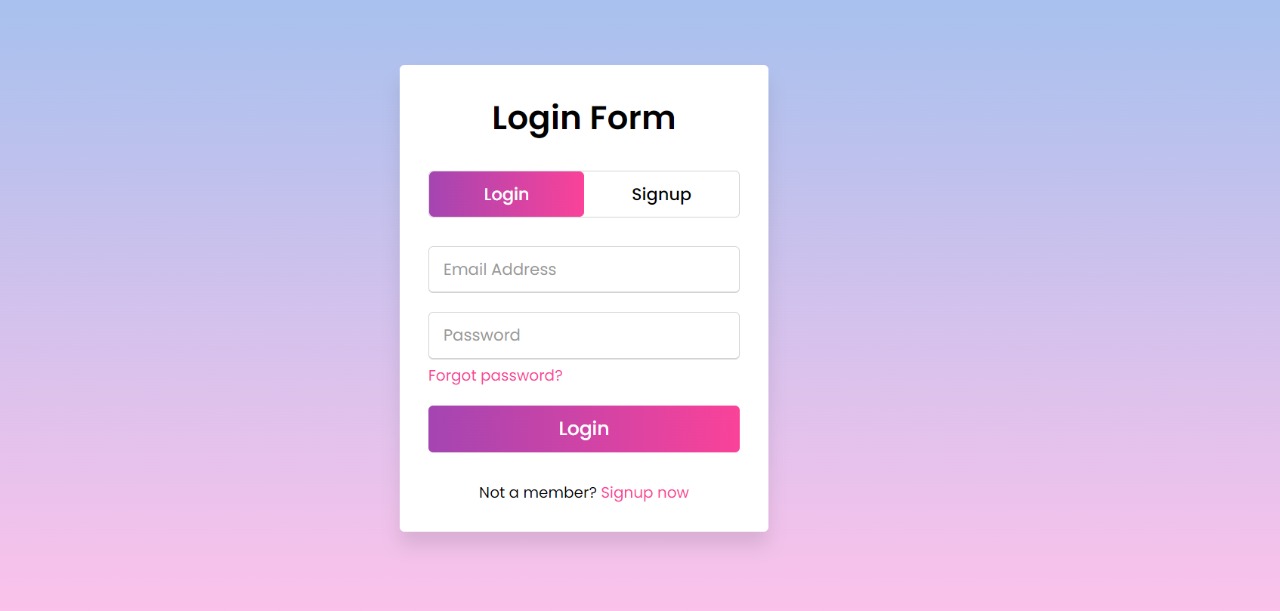 Login Form
Login Signup
Email Address
Password
Forgot password?
Login
Not a member? Signup now